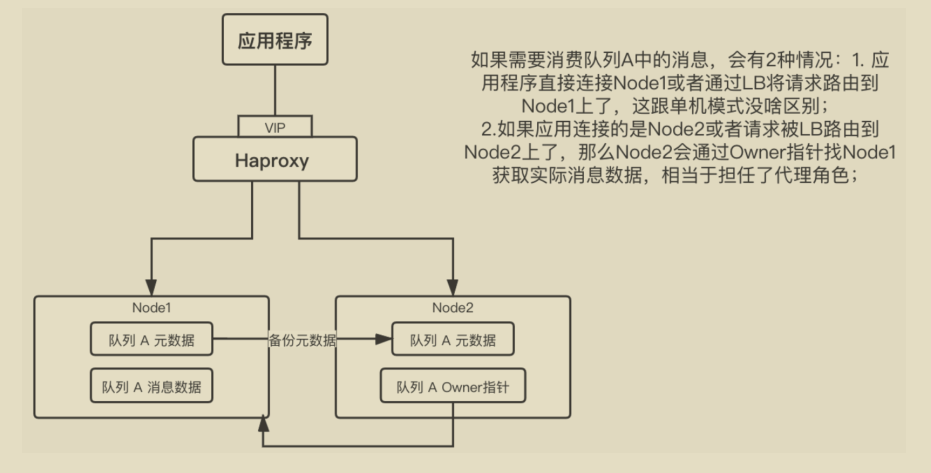 应用程序
VIP
Haproxy
如果需要消费队列A中的消息，会有2种情况：1. 应
用程序直接连接Node1或者通过LB将请求路由到
Node1上了，这跟单机模式没啥区别；
2.如果应用连接的是Node2或者请求被LB路由到
Node2上了，那么Node2会通过Owner指针找Node1
获取实际消息数据，相当于担任了代理角色；
Node1
队列 A 元数据
队列 A 消息数据
备份元数据
Node2
队列 A 元数据
队列 A Owner指针